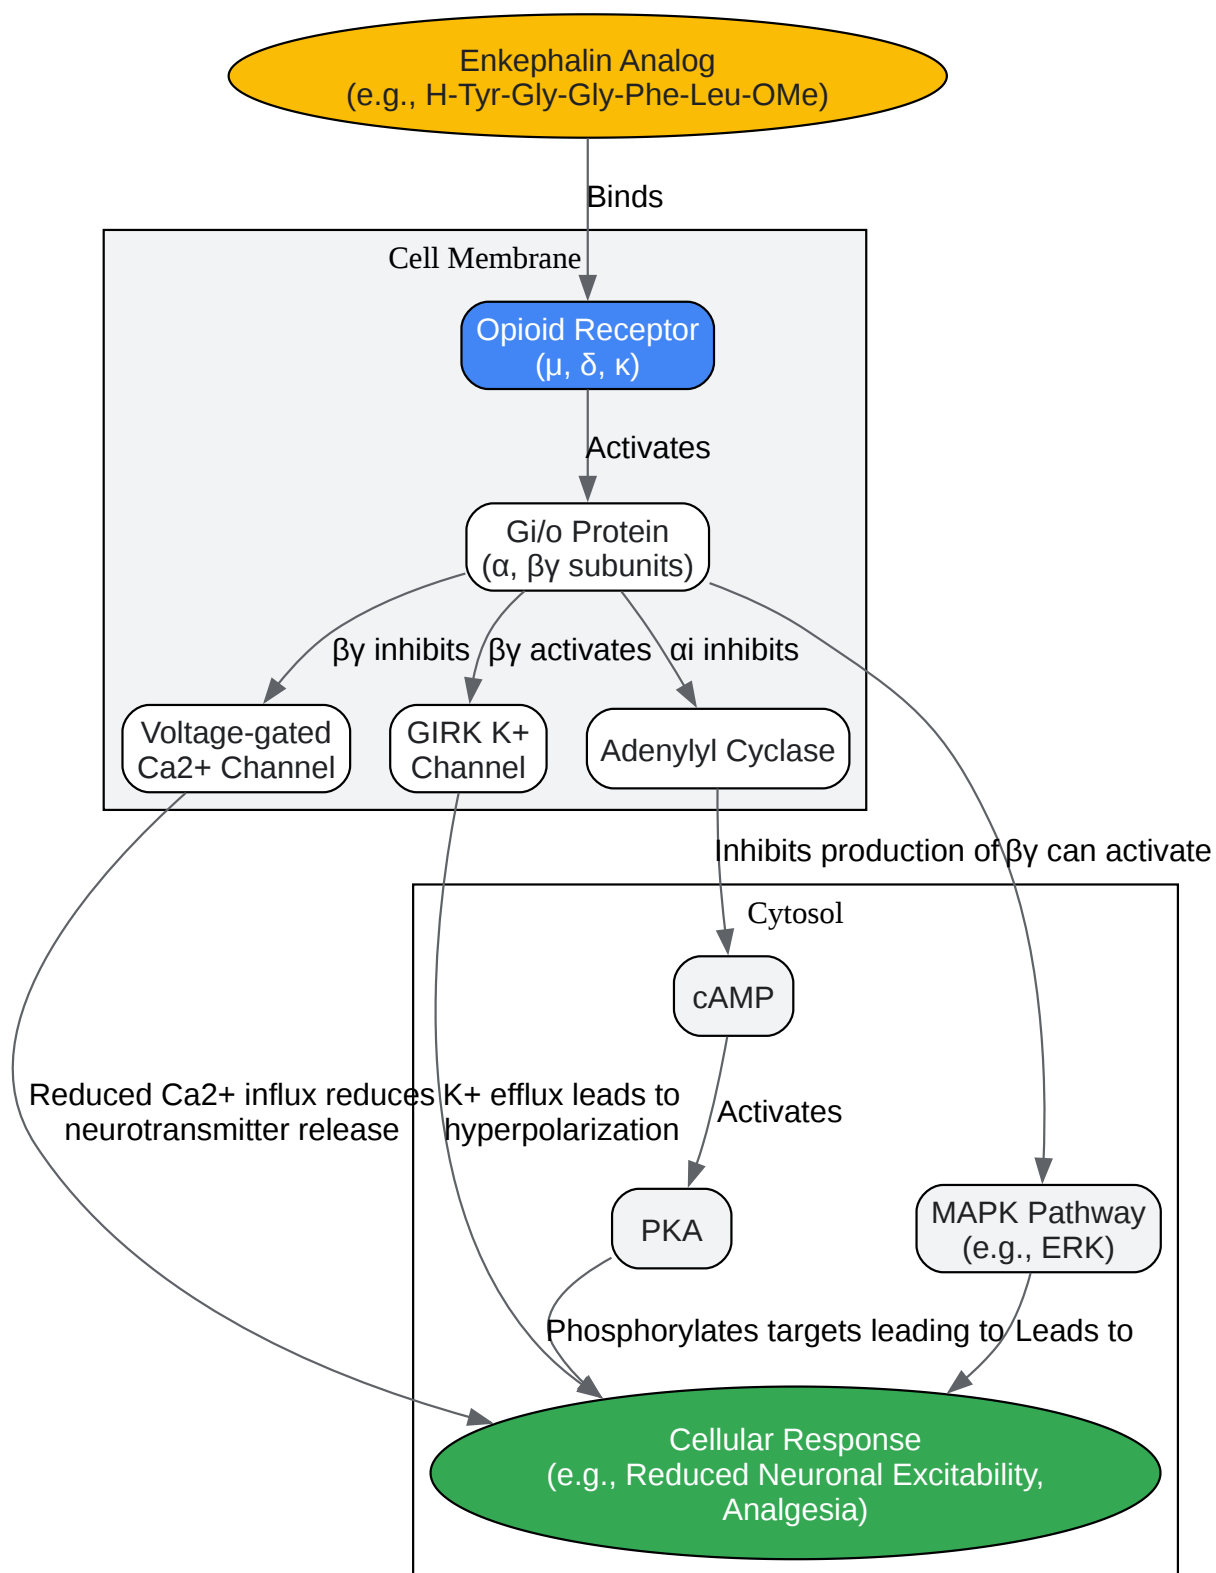 Enkephalin Analog
(e.g., H-Tyr-Gly-Gly-Phe-Leu-OMe)
Binds
Cell Membrane
Opioid Receptor
(μ, δ, κ)
Activates
Gi/o Protein
(α, βγ subunits)
βγ inhibits
βγ activates
αi inhibits
Voltage-gated
Ca2+ Channel
GIRK K+
Channel
Adenylyl Cyclase
Inhibits production of
βγ can activate
Cytosol
cAMP
Reduced Ca2+ influx reduces
neurotransmitter release
K+ efflux leads to
hyperpolarization
Activates
PKA
MAPK Pathway
(e.g., ERK)
Phosphorylates targets leading to
Leads to
Cellular Response
(e.g., Reduced Neuronal Excitability,
Analgesia)